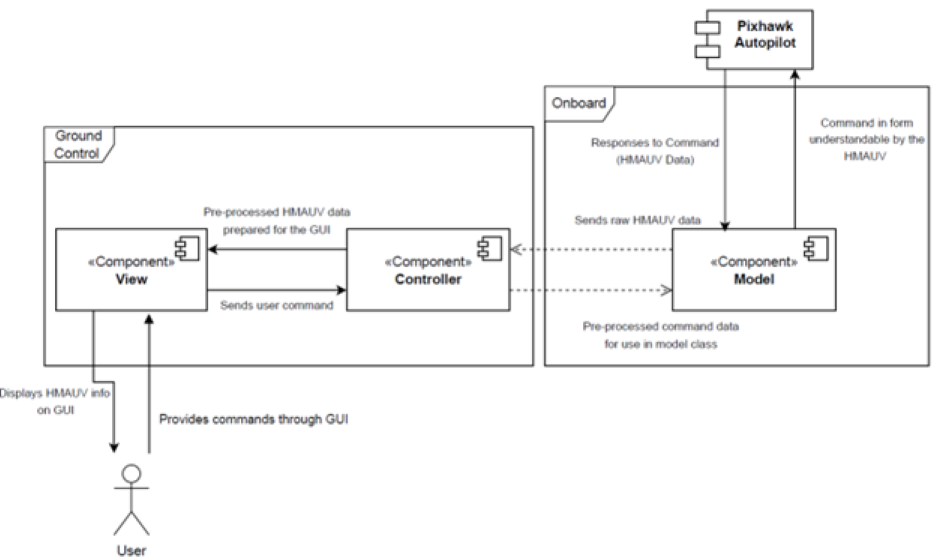 Pixhawk
Autopilot
Onboard
Command in form
understandable by the
HMAUV
Responses to Command
(HMAUV Data)
Ground
Control
Pre-processed HMAUV data
prepared for the GUI
Sends raw HMAUV data
«Component»
View
«Component»
Controller
«Component»
Model
Sends user command
Pre-processed command data
for use in model class
Displays HMAUV info
on GUI
Provides commands through GUI
User